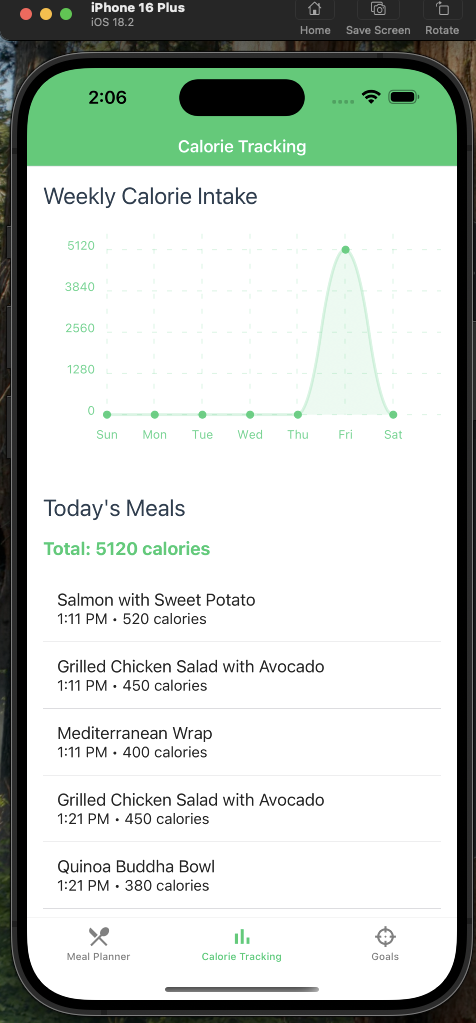 iPhone 16 Plus
iOS 18.2
Home
Save Screen
Rotate
2:06
Calorie Tracking
Weekly Calorie Intake
5120
3840
2560
1280
0
Sun Mon Tue Wed Thu Fri Sat
Today's Meals
Total: 5120 calories
Salmon with Sweet Potato
1:11 PM • 520 calories
Grilled Chicken Salad with Avocado
1:11 PM • 450 calories
Mediterranean Wrap
1:11 PM • 400 calories
Grilled Chicken Salad with Avocado
1:21 PM • 450 calories
Quinoa Buddha Bowl
1:21 PM • 380 calories
Meal Planner
Calorie Tracking
Goals